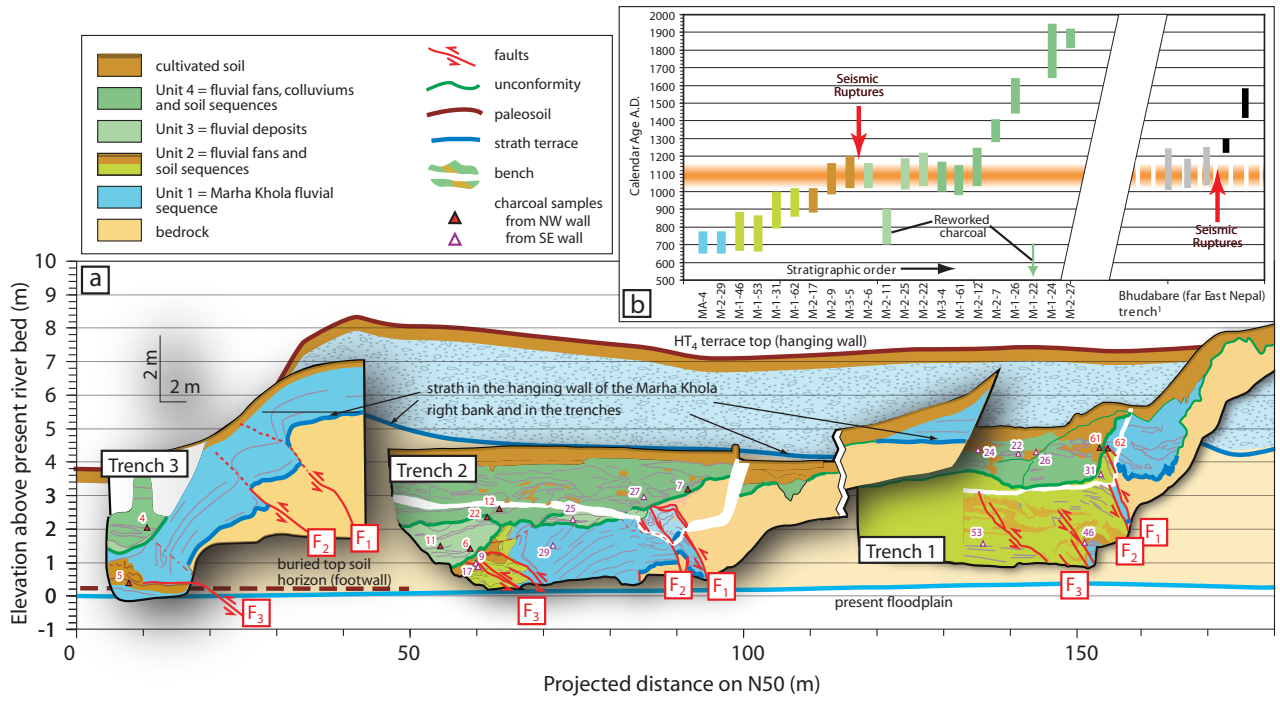 cultivated soil
Unit 4 = fluvial fans, colluviums
and soil sequences
Unit 3 = fluvial deposits
Unit 2 = fluvial fans and
soil sequences
Unit 1 = Marha Khola fluvial
sequence
bedrock
faults
unconformity
paleosoil
strath terrace
bench
charcoal samples
from NW wall
from SE wall
Calendar Age A.D.
2000
1900
1800
1700
1600
1500
1400
1300
1200
1100
1000
900
800
700
600
500
Seismic
Ruptures
Reworked
charcoal
Stratigraphic order
Seismic
Ruptures
MA-4
M-2-29
M-1-46
M-1-53
M-1-31
M-1-62
M-2-17
M-2-9
M-3-5
M-2-6
M-2-11
M-2-25
M-2-22
M-3-4
M-1-61
M-2-12
M-2-7
M-1-26
M-1-22
M-1-24
M-2-27
Bhudabare (far East Nepal)
trench1
b
a
Elevation above present river bed (m)
10
9
8
7
6
5
4
3
2
1
0
-1
2 m
2 m
HT4 terrace top (hanging wall)
strath in the hanging wall of the Marha Khola
right bank and in the trenches
Trench 3
4
5
F2
F1
F3
buried top soil
horizon (footwall)
Trench 2
12
22
11
6
9
17
29
25
27
7
F3
F2
F1
Trench 1
24
22
26
61
62
31
53
46
F1
F2
F3
present floodplain
0
50
100
150
Projected distance on N50 (m)